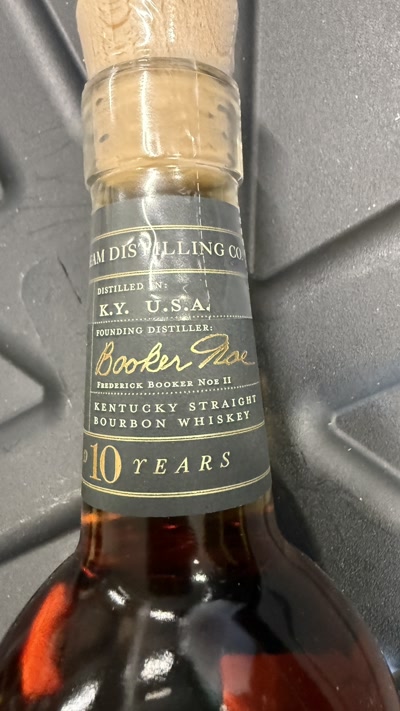 AM DISTILLING CO
DISTILLED IN:
K.Y. U.S.A.
FOUNDING DISTILLER:
Booker Noe
FREDERICK BOOKER NOE II
KENTUCKY STRAIGHT
BOURBON WHISKEY
10 YEARS